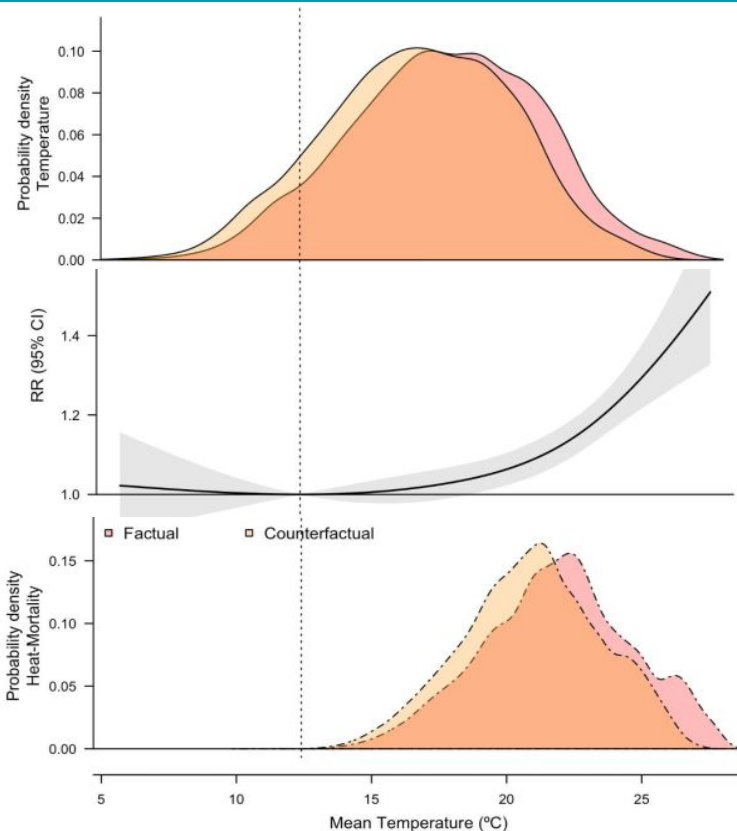 Probability density
Temperature
0.10
0.08
0.06
0.04
0.02
0.00
RR (95% CI)
1.4
1.2
1.0
Factual
Counterfactual
Probability density
Heat-Mortality
0.15
0.10
0.05
0.00
5 10 15 20 25
Mean Temperature (ºC)